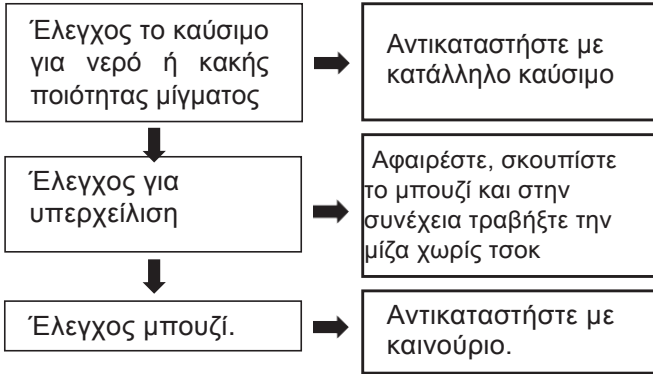 Έλεγχος το καύσιμο
για νερό ή κακής
ποιότητας μίγματος
Αντικαταστήστε με
κατάλληλο καύσιμο
Έλεγχος για
υπερχείλιση
Αφαιρέστε, σκουπίστε
το μπουζί και στην
συνέχεια τραβήξτε την
μίζα χωρίς τσοκ
Έλεγχος μπουζί.
Αντικαταστήστε με
καινούριο.